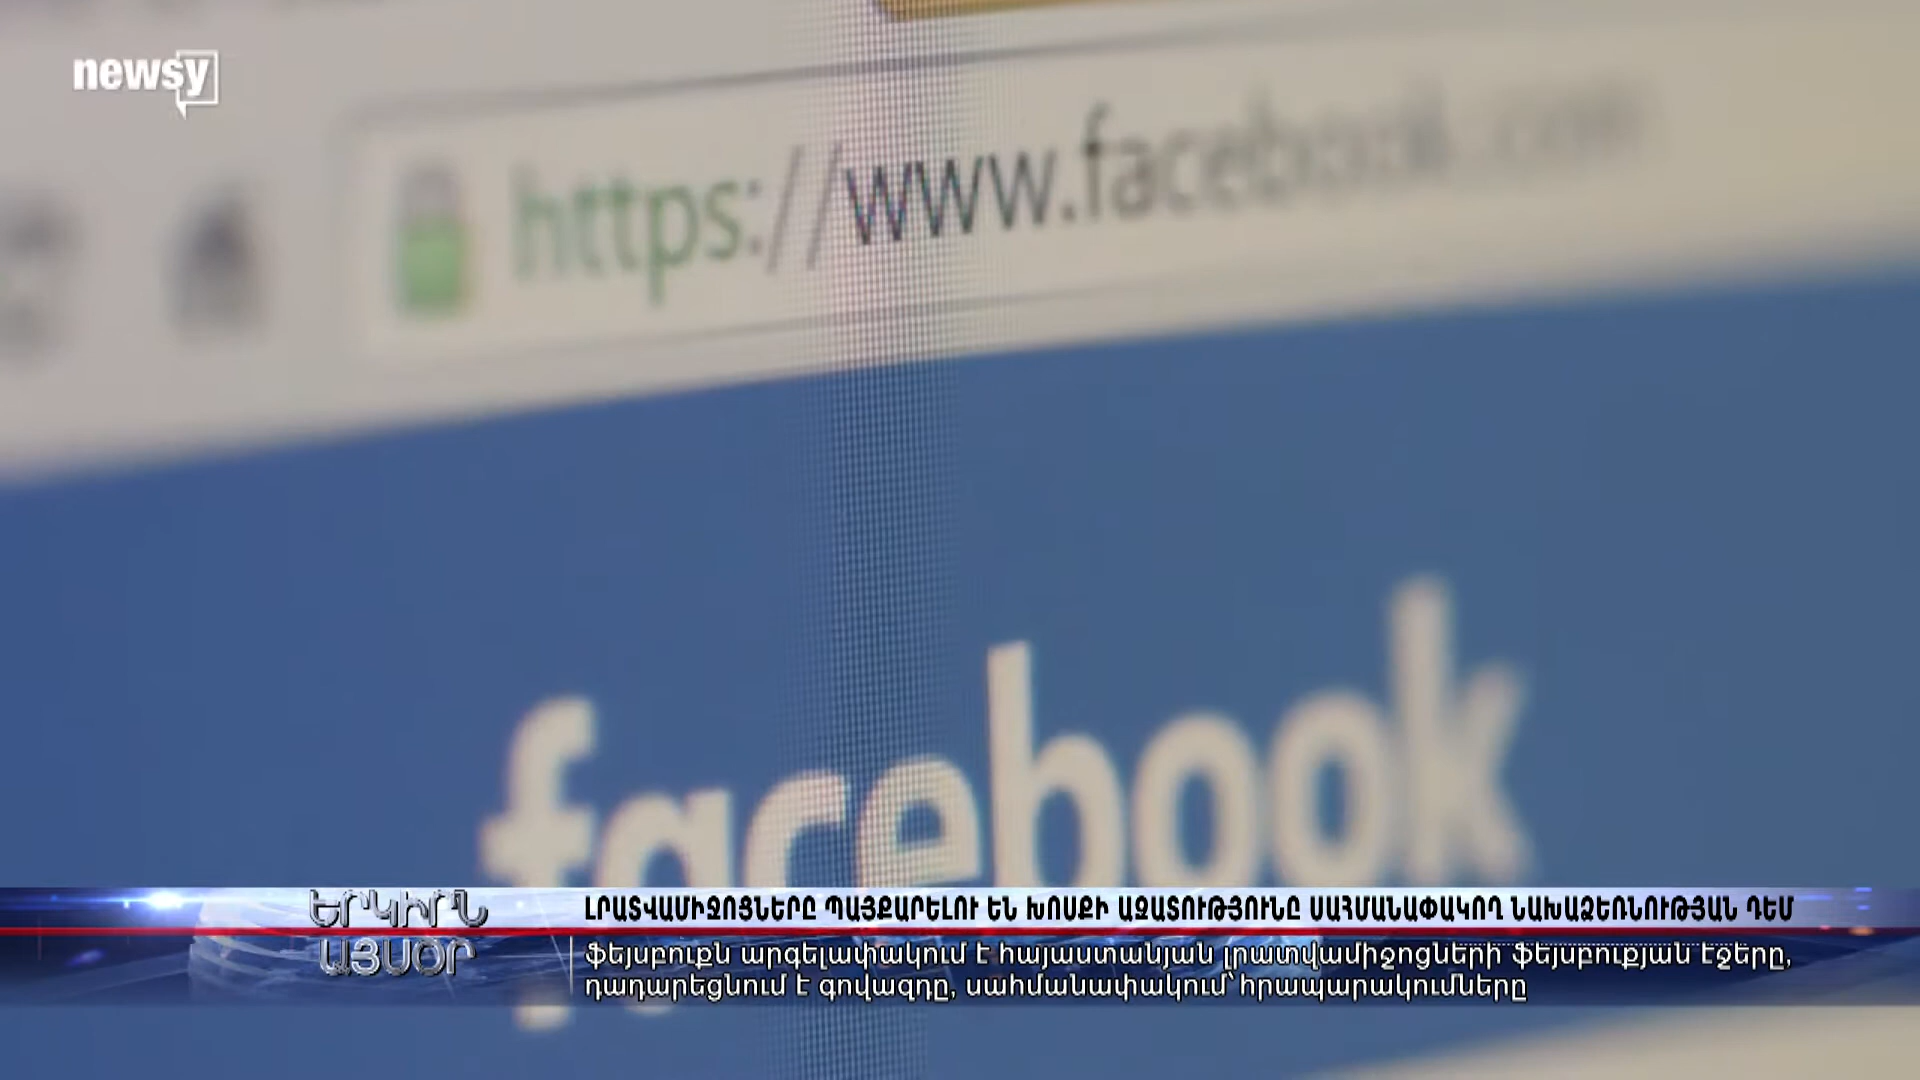 newsy
https://www.facebook.com
facebook
ԵՐԿԻՐՆ
ԱՅՍՕՐ
ԼՐԱՏՎԱՄԻՋՈՑՆԵՐԸ ՊԱՅՔԱՐԵԼՈՒ ԵՆ ԽՈՍՔԻ ԱԶԱՏՈՒԹՅՈՒՆԸ ՍԱՀՄԱՆԱՓԱԿՈՂ ՆԱԽԱՁԵՌՆՈՒԹՅԱՆ ԴԵՄ
ֆեյսբուքն արգելափակում է հայաստանյան լրատվամիջոցների ֆեյսբուքյան էջերը,
դադարեցնում է գովազդը, սահմանափակում՝ հրապարակումները